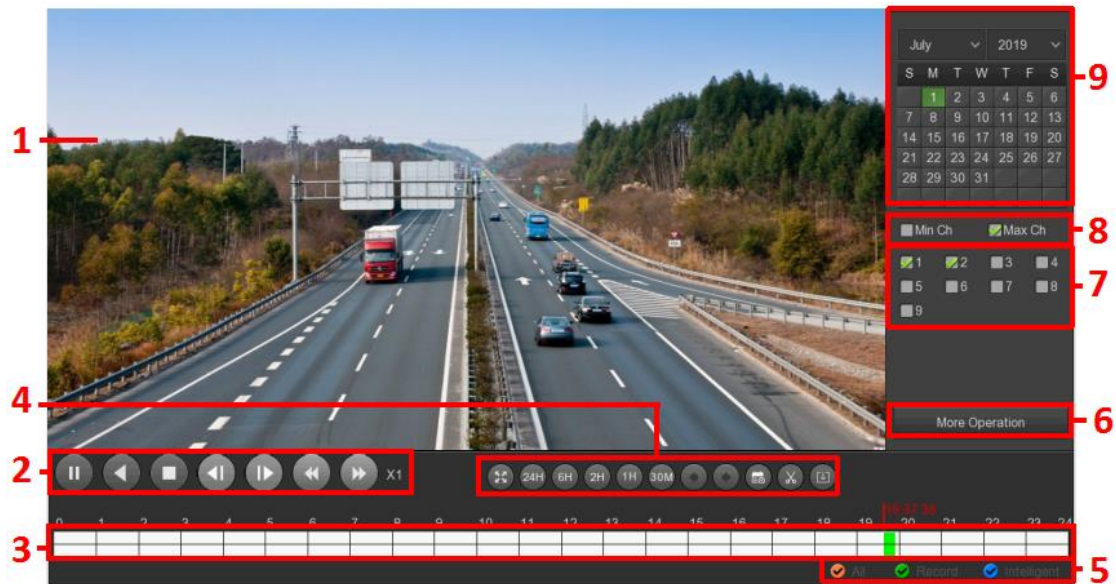 July 2019
S M T W T F S
1 2 3 4 5 6
7 8 9 10 11 12 13
14 15 16 17 18 19 20
21 22 23 24 25 26 27
28 29 30 31
9
1
Min Ch Max Ch
8
1 2 3 4
5 6 7 8
9
7
4
More Operation
6
2
X1
24H 6H 2H 1H 30M
0 1 2 3 4 5 6 7 8 9 10 11 12 13 14 15 16 17 18 19 20 21 22 23 24
3
All Record Intelligent
5